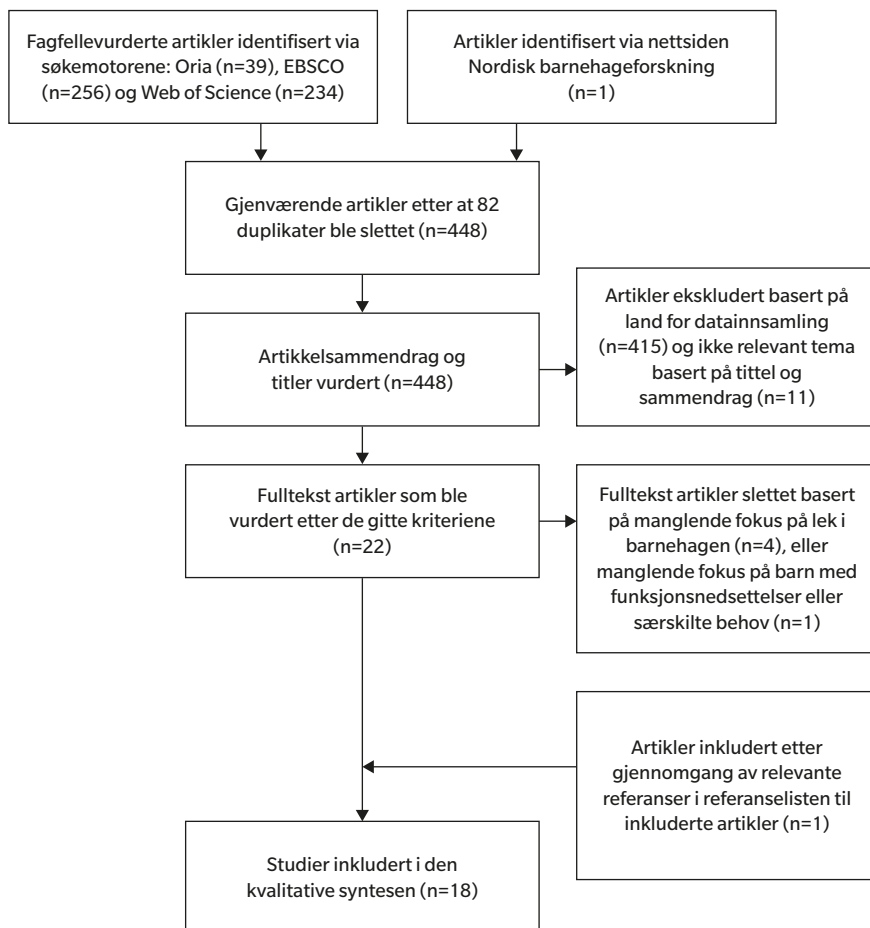 Fagfellevurderte artikler identifisert via
søkemotorene: Oria (n=39), EBSCO
(n=256) og Web of Science (n=234)
Artikler identifisert via nettsiden
Nordisk barnehageforskning
(n=1)
Gjenværende artikler etter at 82
duplikater ble slettet (n=448)
Artikkelsammendrag og
titler vurdert (n=448)
Artikler ekskludert basert på
land for datainnsamling
(n=415) og ikke relevant tema
basert på tittel og
sammendrag (n=11)
Fulltekst artikler som ble
vurdert etter de gitte kriteriene
(n=22)
Fulltekst artikler slettet basert
på manglende fokus på lek i
barnehagen (n=4), eller
manglende fokus på barn med
funksjonsnedsettelser eller
særskilte behov (n=1)
Artikler inkludert etter
gjennomgang av relevante
referanser i referanselisten til
inkluderte artikler (n=1)
Studier inkludert i den
kvalitative syntesen (n=18)